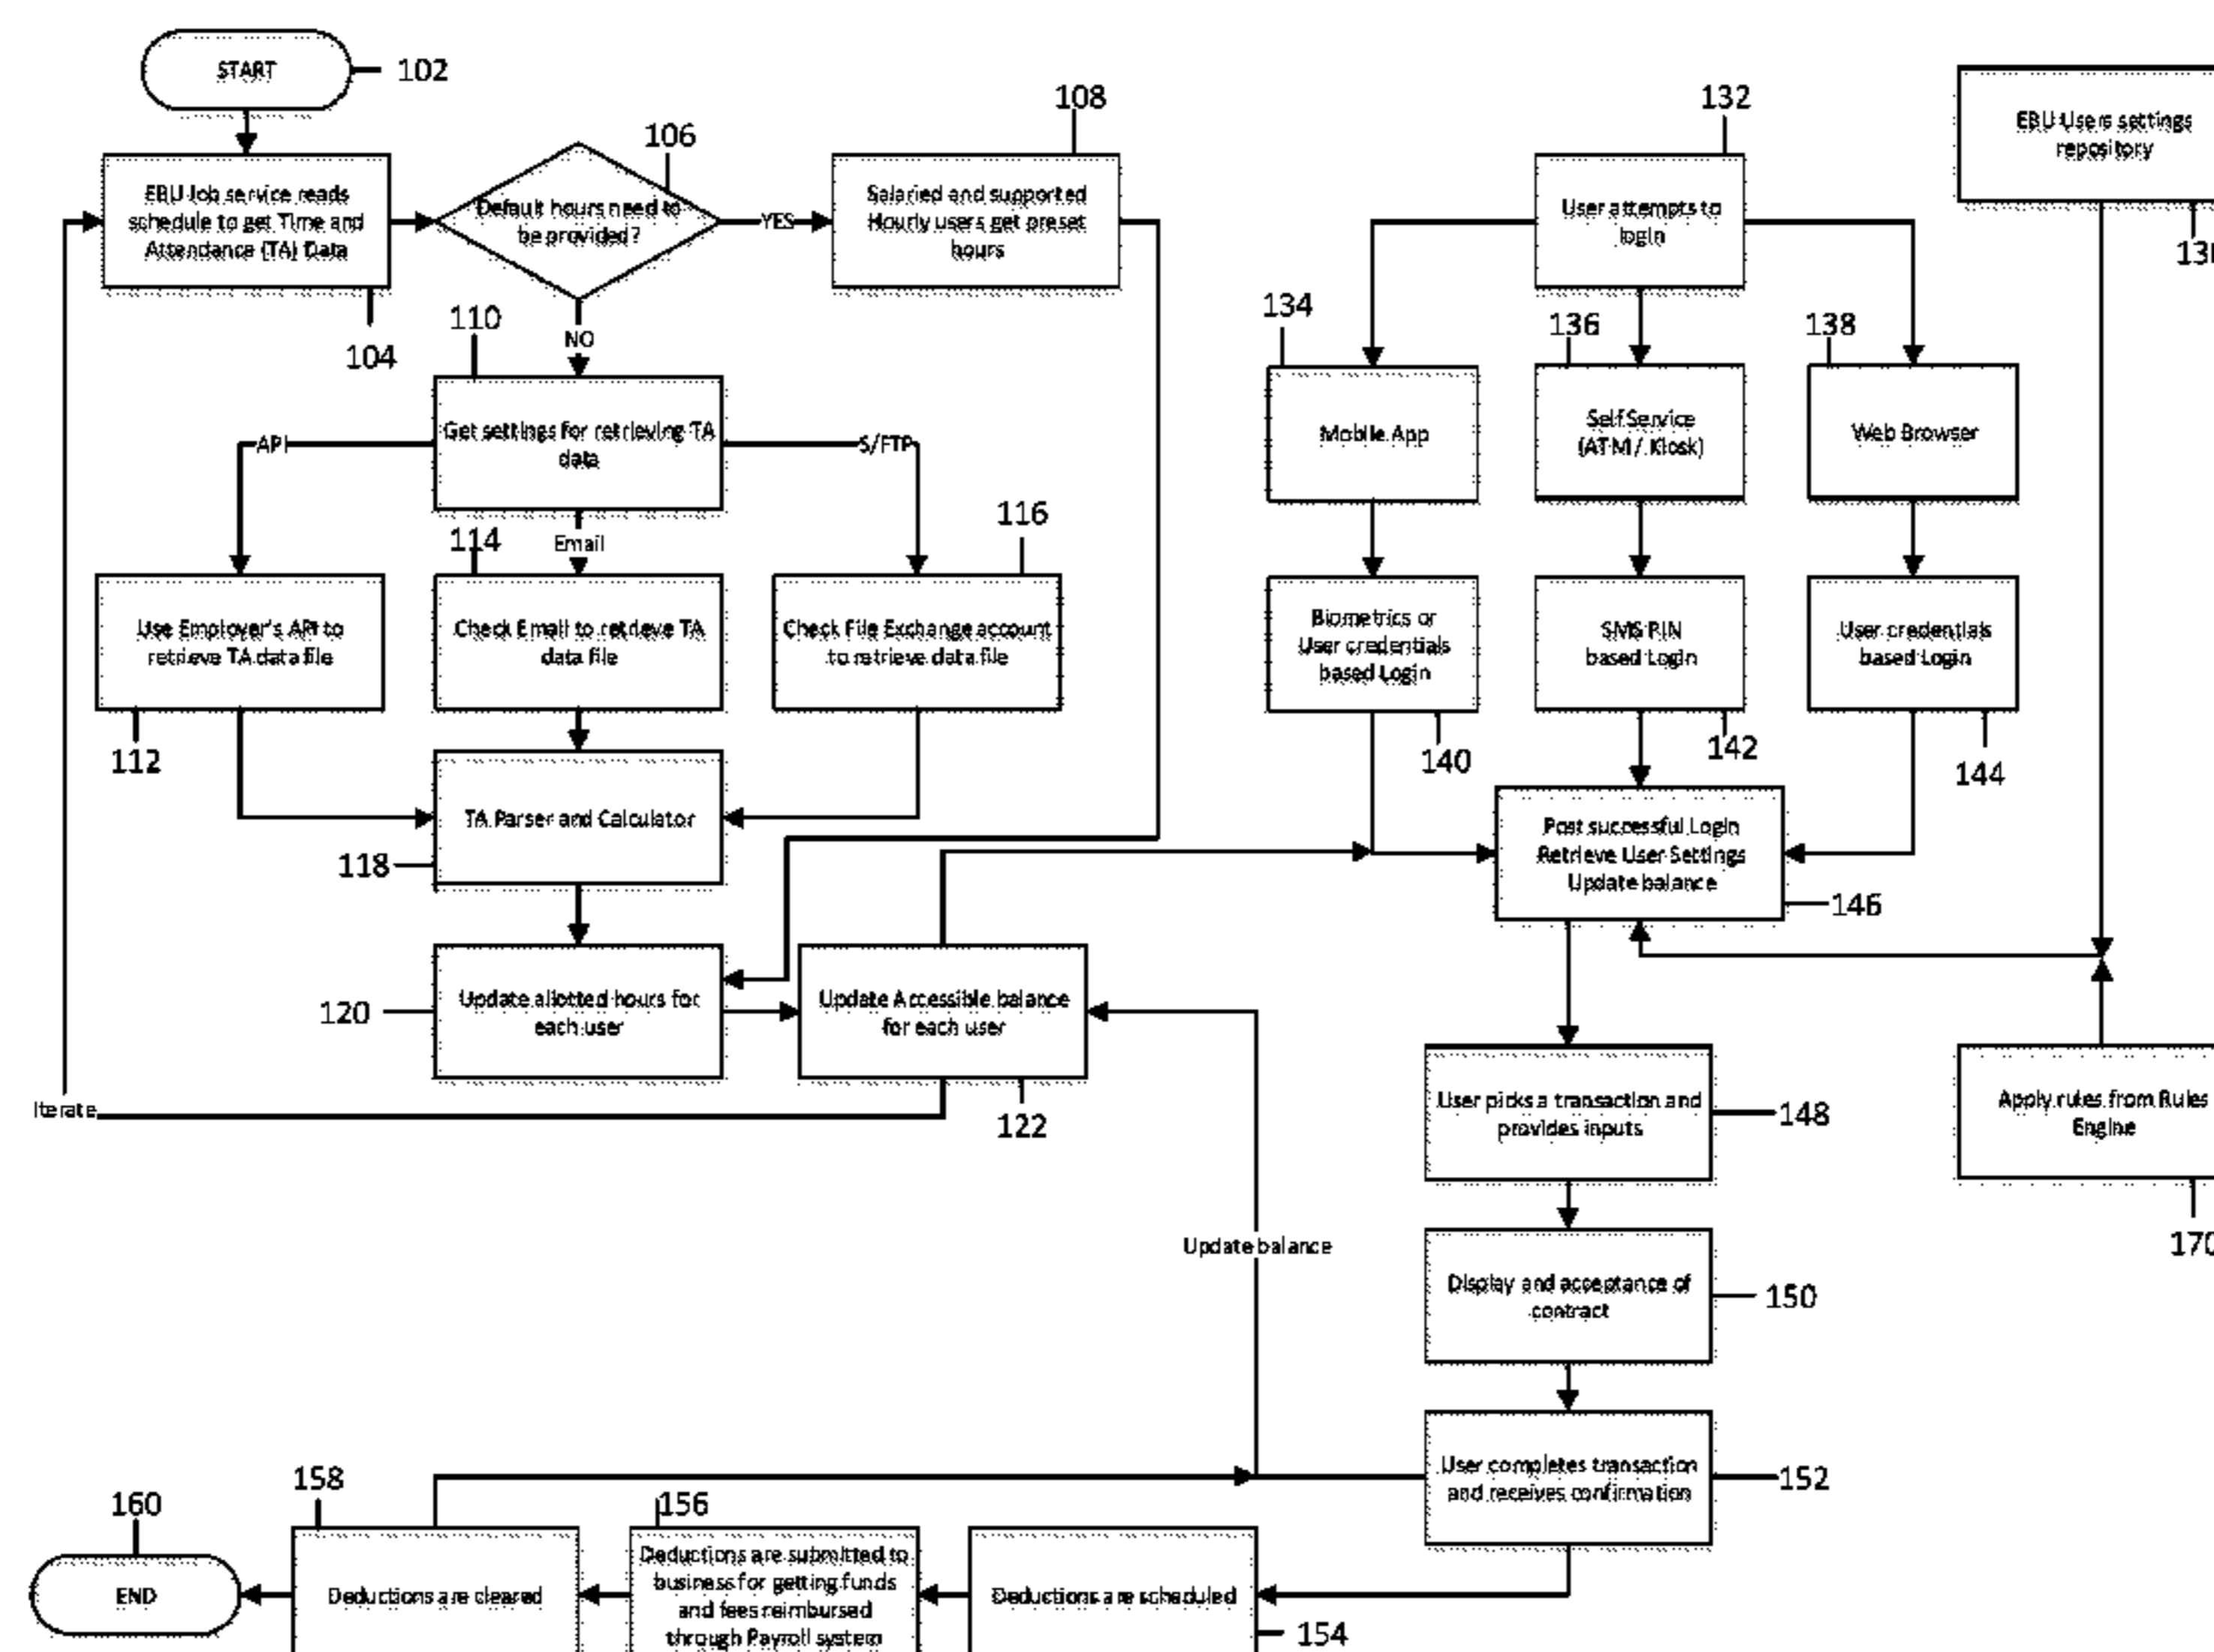 START
102
EBU Job service reads
schedule to get Time and
Attendance (TA) Data
104
106
Default hours need to
be provided?
YES
NO
108
Salaried and supported
Hourly users get preset
hours
110
Get settings for retrieving TA
data
API
Email
S/FTP
112
Use Employer's API to
retrieve TA data file
114
Check Email to retrieve TA
data file
116
Check File Exchange account
to retrieve data file
TA Parser and Calculator
118
Update allotted hours for
each user
120
Update Accessible balance
for each user
122
Iterate
132
User attempts to
login
134
Mobile App
136
Self Service
(ATM / Kiosk)
138
Web Browser
Biometrics or
User credentials
based Login
140
SMS PIN
based Login
142
User credentials
based Login
144
EBU Users settings
repository
Post successful Login
Retrieve User Settings
Update balance
146
User picks a transaction and
provides inputs
148
Apply rules from Rules
Engine
170
Display and acceptance of
contract
150
Update balance
User completes transaction
and receives confirmation
152
Deductions are scheduled
154
156
Deductions are submitted to
business for getting funds
and fees reimbursed
through Payroll system
158
Deductions are cleared
160
END